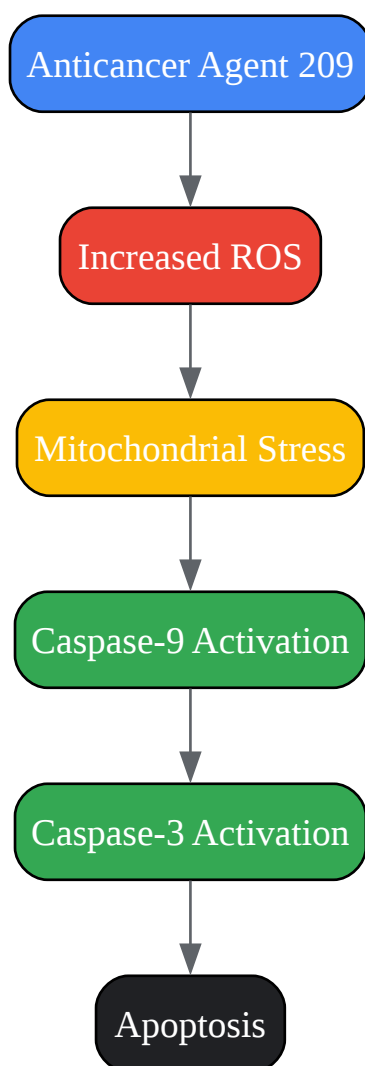 Anticancer Agent 209
Increased ROS
Mitochondrial Stress
Caspase-9 Activation
Caspase-3 Activation
Apoptosis